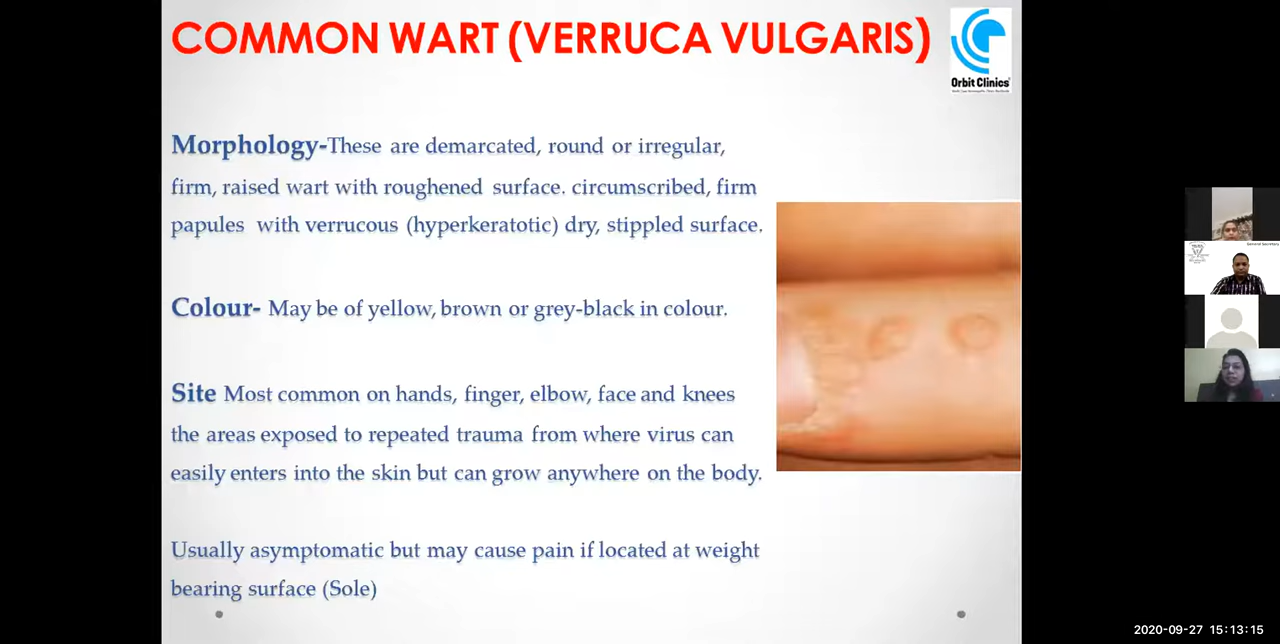 COMMON WART (VERRUCA VULGARIS)
Orbit Clinics
Morphology-These are demarcated, round or irregular,
firm, raised wart with roughened surface. circumscribed, firm
papules with verrucous (hyperkeratotic) dry, stippled surface.
Colour- May be of yellow, brown or grey-black in colour.
Site Most common on hands, finger, elbow, face and knees
the areas exposed to repeated trauma from where virus can
easily enters into the skin but can grow anywhere on the body.
Usually asymptomatic but may cause pain if located at weight
bearing surface (Sole)
General Secretary
2020-09-27 15:13:15